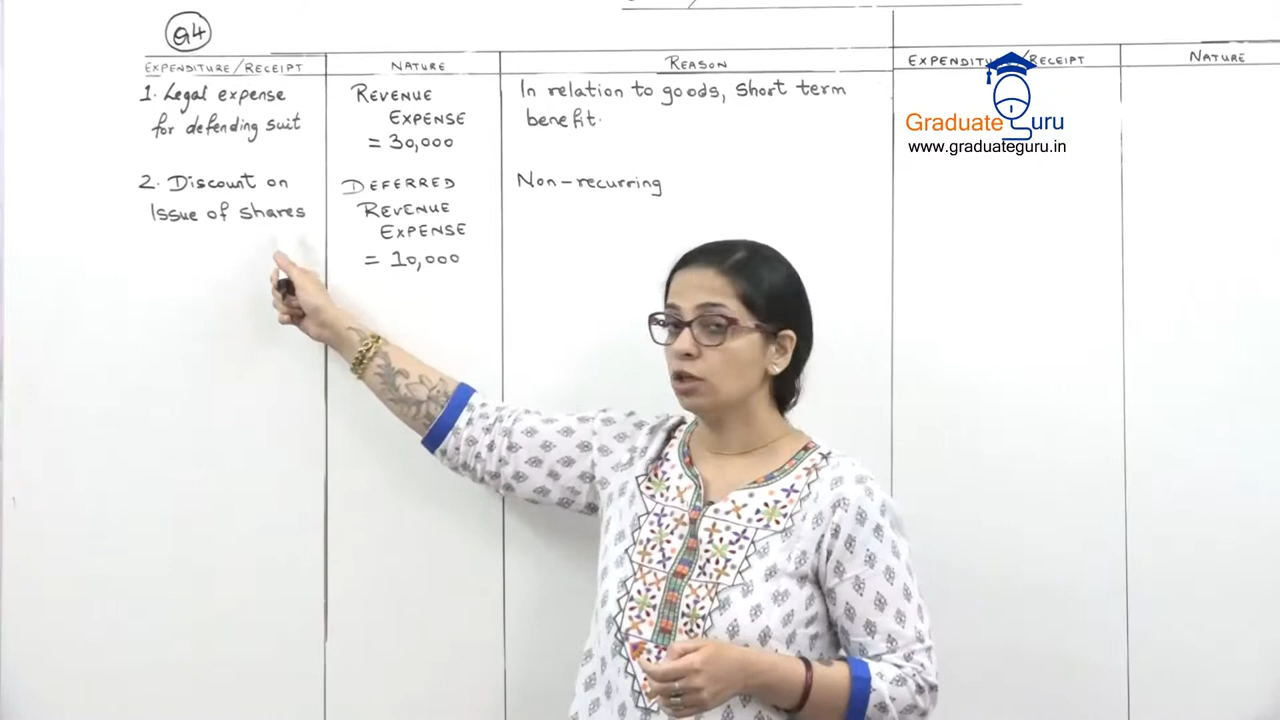 Q4
EXPENDITURE/RECEIPT
NATURE
REASON
1. Legal expense
for defending suit
REVENUE
EXPENSE
= 30,000
In relation to goods, short term
benefit.
2. Discount on
Issue of shares
DEFERRED
REVENUE
EXPENSE
= 10,000
Non-recurring
RECEIPT
NATURE
Graduate Guru
www.graduateguru.in